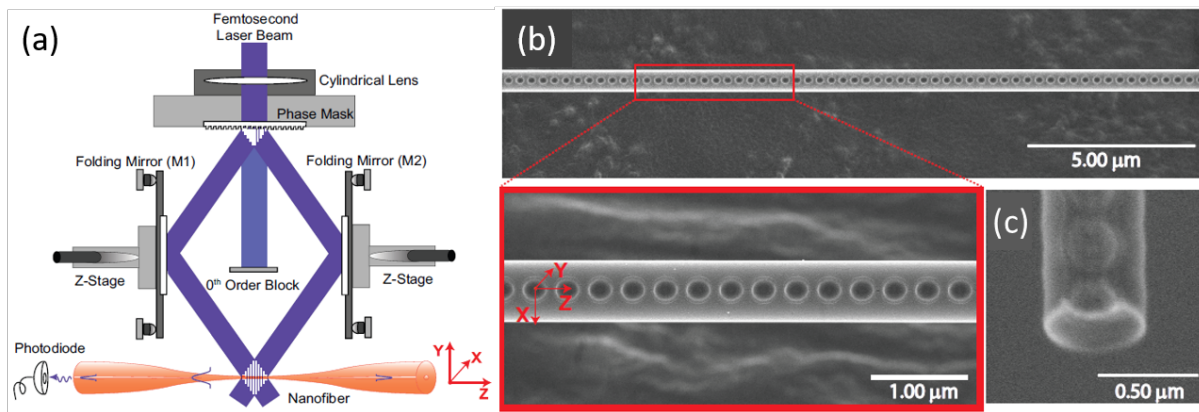 (a)
Femtosecond
Laser Beam
Cylindrical Lens
Phase Mask
Folding Mirror (M1)
Folding Mirror (M2)
Z-Stage
0th Order Block
Z-Stage
Photodiode
Nanofiber
Y
X
Z
(b)
5.00 μm
Y
Z
X
1.00 μm
(c)
0.50 μm